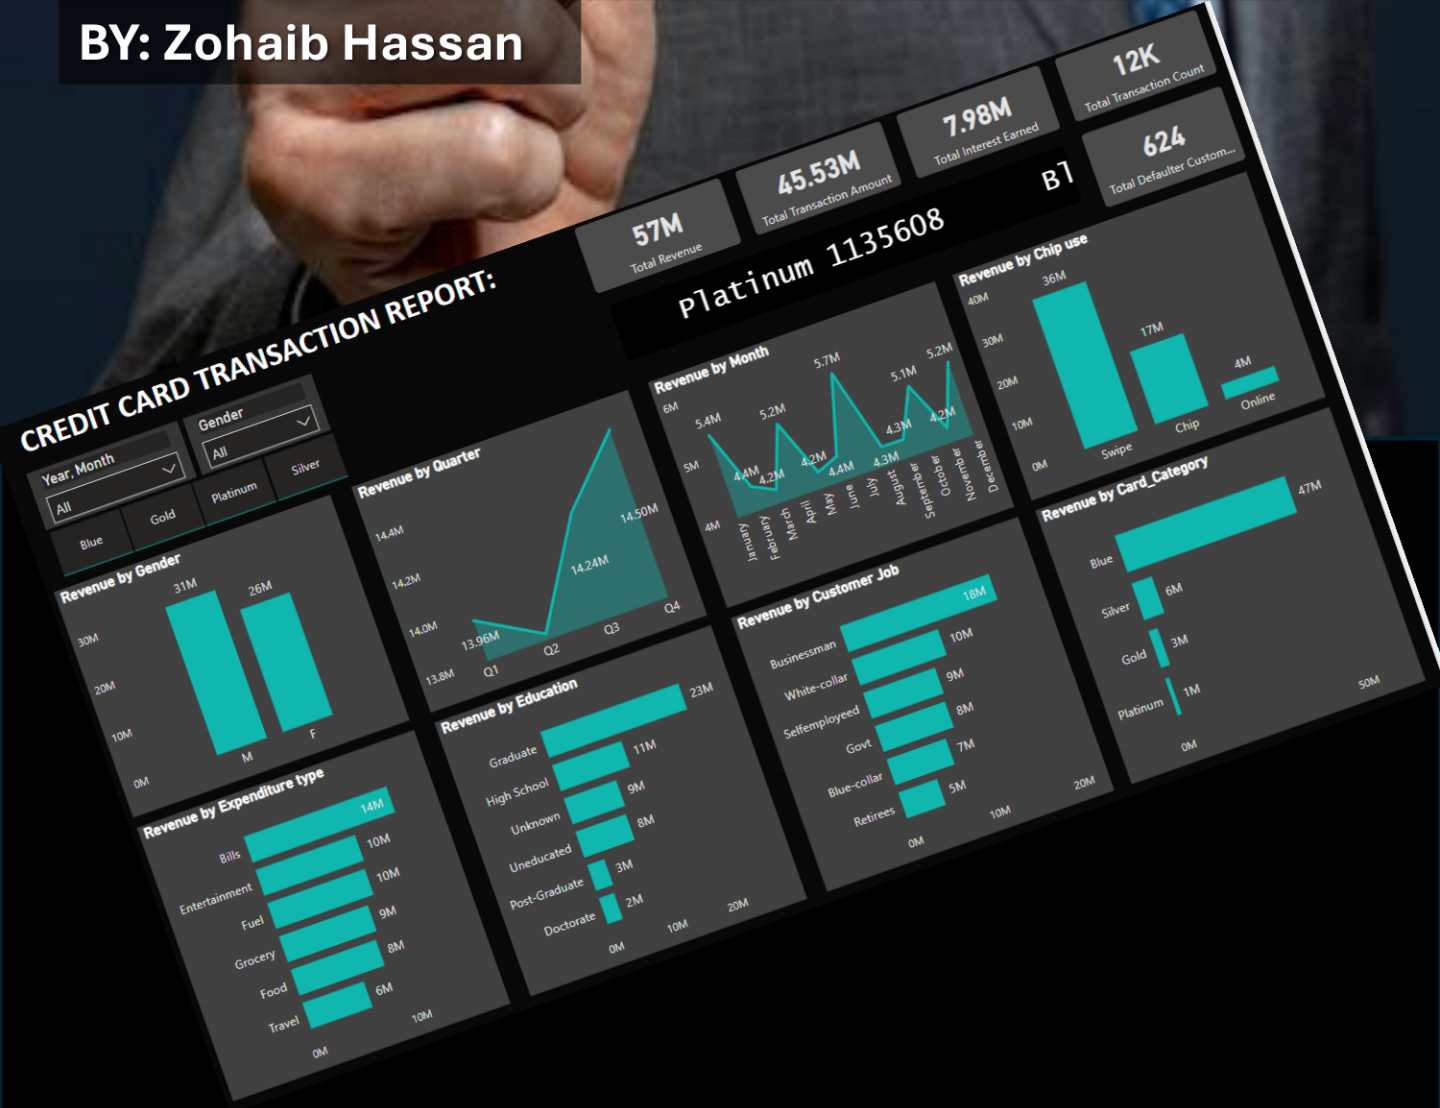 BY: Zohaib Hassan
CREDIT CARD TRANSACTION REPORT:
57M
Total Revenue
45.53M
Total Transaction Amount
7.98M
Total Interest Earned
12K
Total Transaction Count
624
Total Defaulter Custom...
Platinum 1135608
Bl
Year, Month
All
Gender
All
Blue
Gold
Platinum
Silver
Revenue by Gender
30M
20M
10M
0M
31M
26M
M
F
Revenue by Quarter
14.4M
14.2M
14.0M
13.8M
13.96M
14.24M
14.50M
Q1
Q2
Q3
Q4
Revenue by Month
6M
5M
4M
5.4M
4.4M
4.2M
5.2M
4.2M
4.4M
5.7M
4.3M
4.3M
5.1M
4.2M
5.2M
January
February
March
April
May
June
July
August
September
October
November
December
Revenue by Chip use
40M
30M
20M
10M
0M
36M
17M
4M
Swipe
Chip
Online
Revenue by Expenditure type
Bills 14M
Entertainment 10M
Fuel 10M
Grocery 9M
Food 8M
Travel 6M
0M
10M
Revenue by Education
Graduate 23M
High School 11M
Unknown 9M
Uneducated 8M
Post-Graduate 3M
Doctorate 2M
0M
10M
20M
Revenue by Customer Job
Businessman 18M
White-collar 10M
Selfemployeed 9M
Govt 8M
Blue-collar 7M
Retirees 5M
0M
10M
20M
Revenue by Card_Category
Blue 47M
Silver 6M
Gold 3M
Platinum 1M
0M
50M